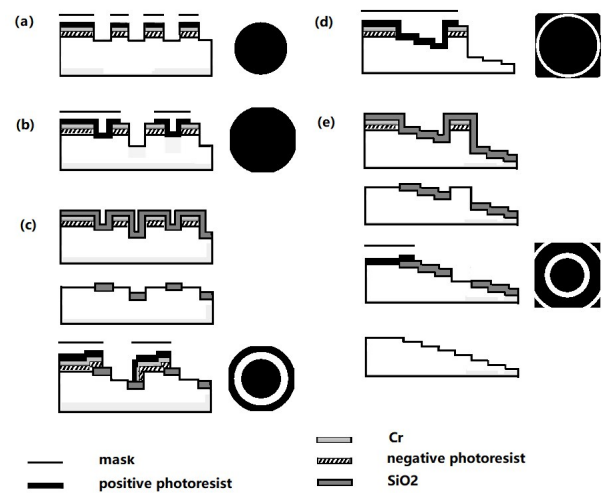 (a)
(b)
(c)
(d)
(e)
mask
positive photoresist
Cr
negative photoresist
SiO2